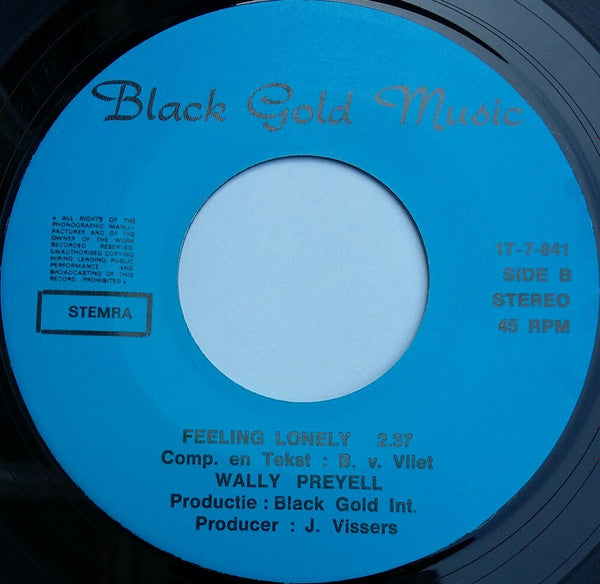 Black Gold Music
« ALL RIGHTS OF THE
PHONOGRAPHIC MANU-
FACTURER AND OF THE
OWNER OF THE WORK
RECORDED RESERVED.
UNAUTHORISED COPYING
HIRING LENDING, PUBLIC
PERFORMANCE AND
BROADCASTING OF THIS
RECORD PROHIBITED ».
STEMRA
17-7-841
SIDE B
STEREO
45 RPM
FEELING LONELY 2.37
Comp. en Tekst : B. v. Vliet
WALLY PREYELL
Productie : Black Gold Int.
Producer : J. Vissers